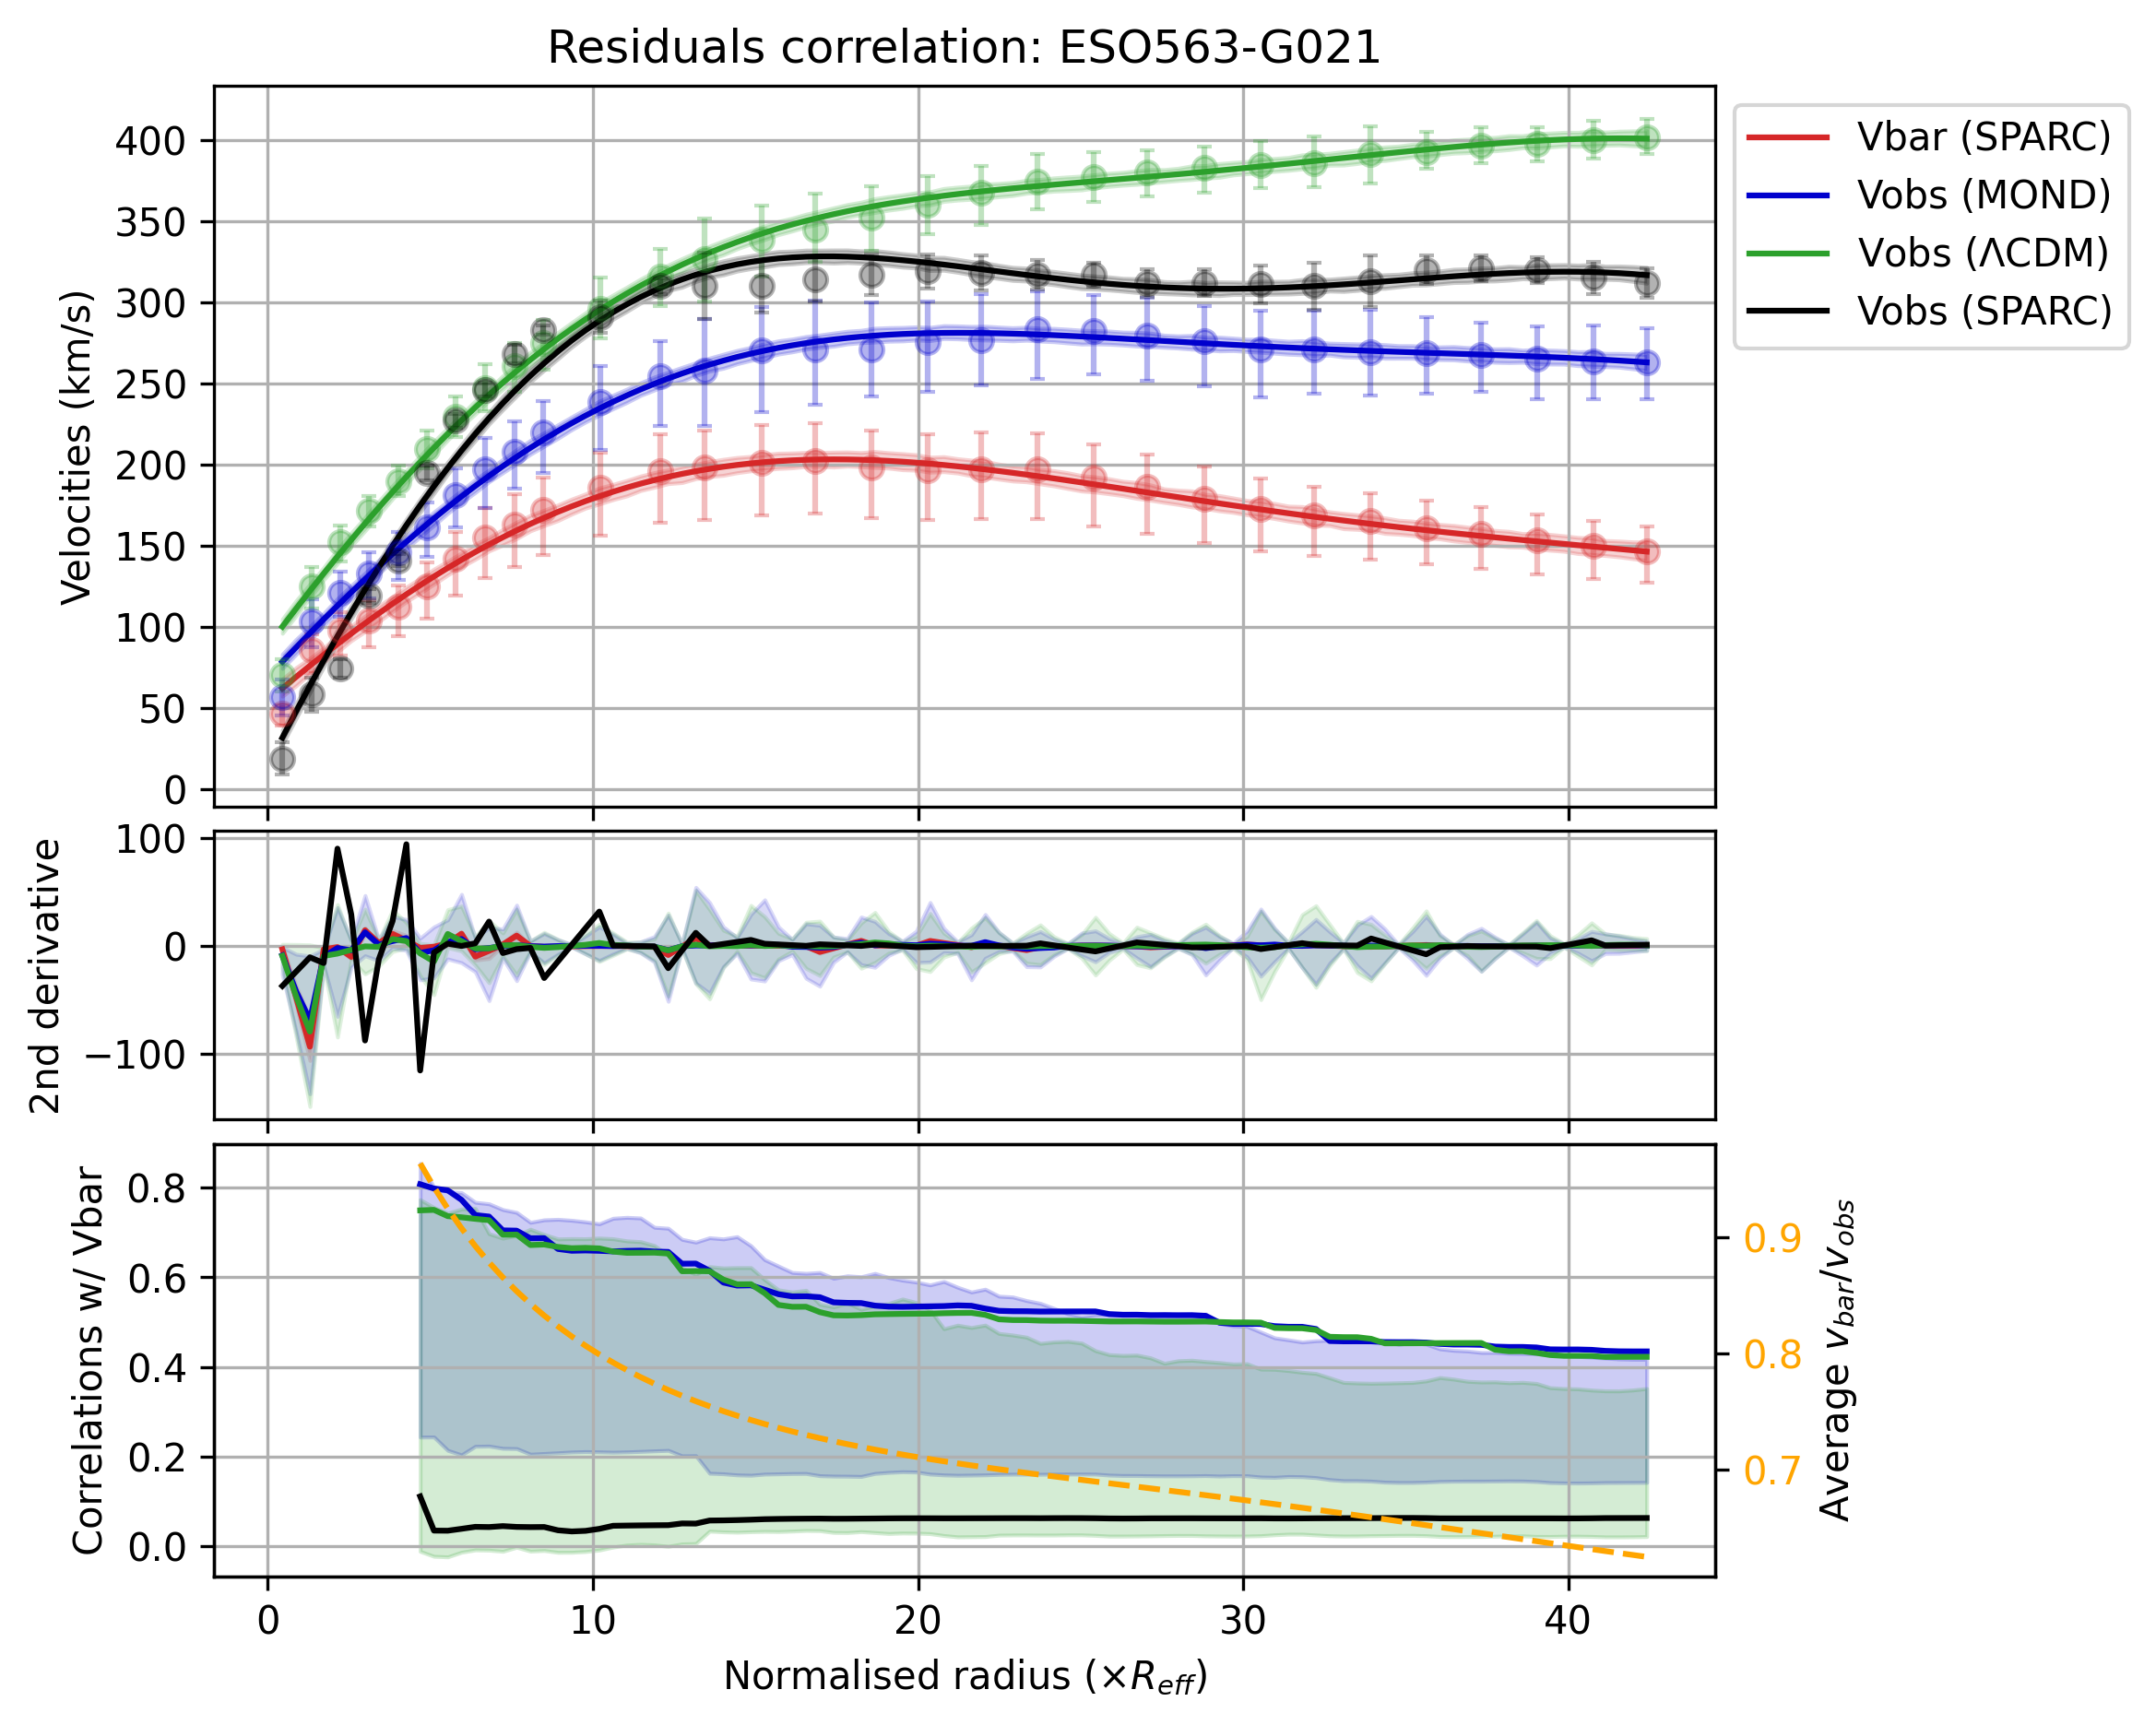 Residuals correlation: ESO563-G021
Velocities (km/s)
400
350
300
250
200
150
100
50
0
Vbar (SPARC)
Vobs (MOND)
Vobs (ΛCDM)
Vobs (SPARC)
2nd derivative
100
0
−100
Correlations w/ Vbar
0.8
0.6
0.4
0.2
0.0
0.9
0.8
0.7
Average v_bar/v_obs
0 10 20 30 40
Normalised radius (×R_eff)